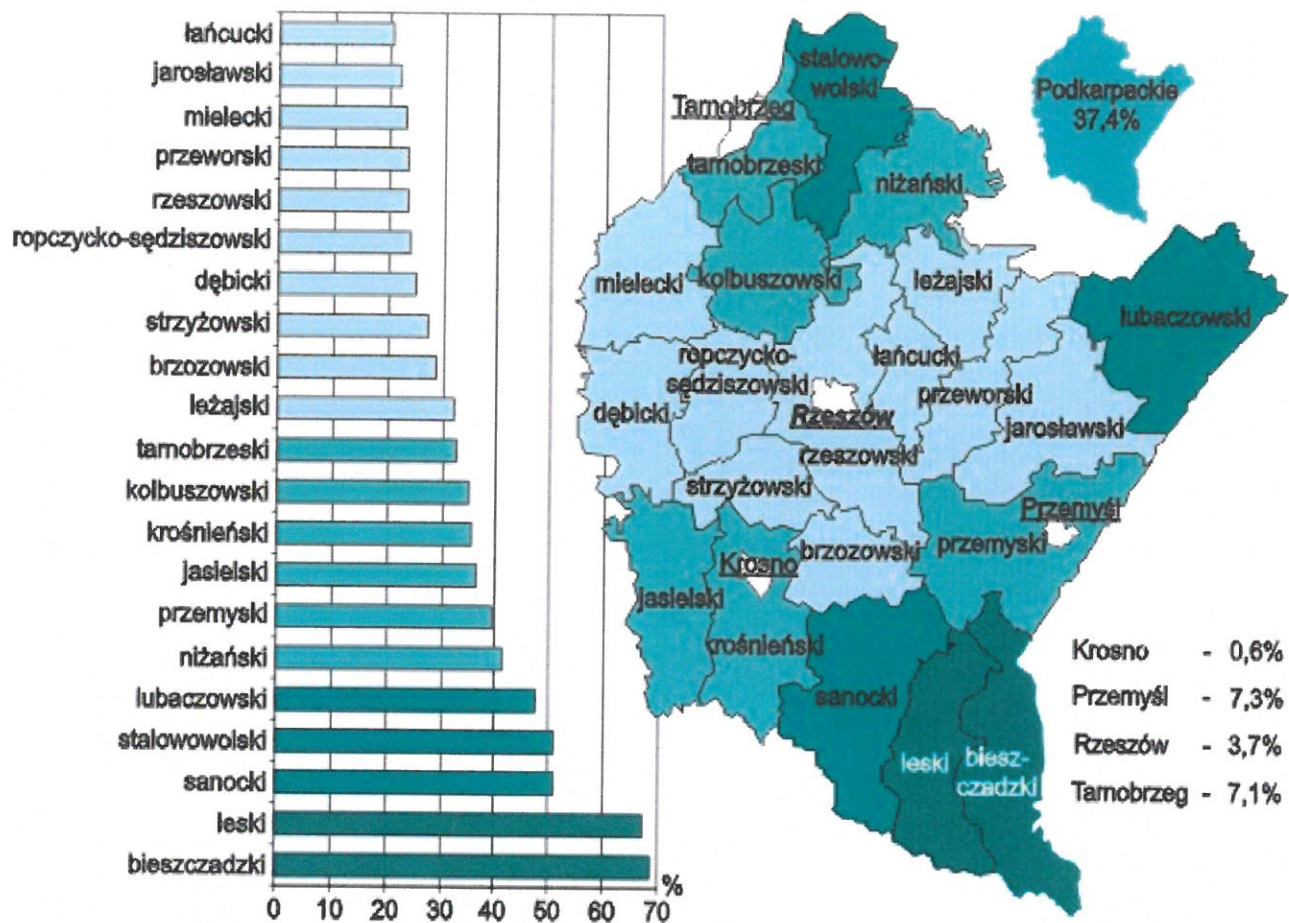 łańcucki
jarosławski
mielecki
przeworski
rzeszowski
ropczycko-sędziszowski
dębicki
strzyżowski
brzozowski
leżajski
tarnobrzeski
kolbuszowski
krośnieński
jasielski
przemyski
niżański
lubaczowski
stalowowolski
sanocki
leski
bieszczadzki
0 10 20 30 40 50 60 70
%
stalowo-
wolski
Tarnobrzeg
tarnobrzeski
niżański
mielecki
kolbuszowski
leżajski
lubaczowski
ropczycko-
sędziszowski
łańcucki
przeworski
dębicki
Rzeszów
jarosławski
rzeszowski
strzyżowski
Przemyśl
przemyski
brzozowski
Krosno
jasielski
krośnieński
sanocki
leski
biesz-
czadzki
Podkarpackie
37,4%
Krosno - 0,6%
Przemyśl - 7,3%
Rzeszów - 3,7%
Tarnobrzeg - 7,1%